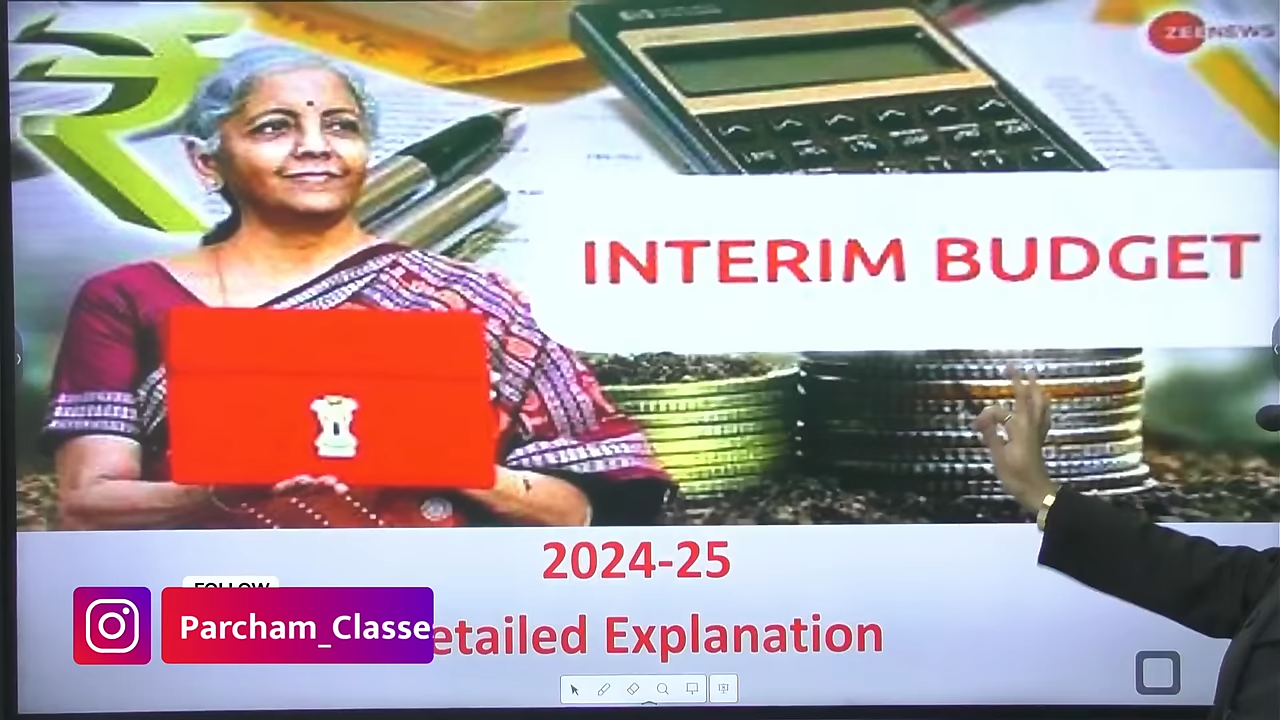 ZEE NEWS
INTERIM BUDGET
2024-25
FOLLOW
Parcham_Classe
etailed Explanation